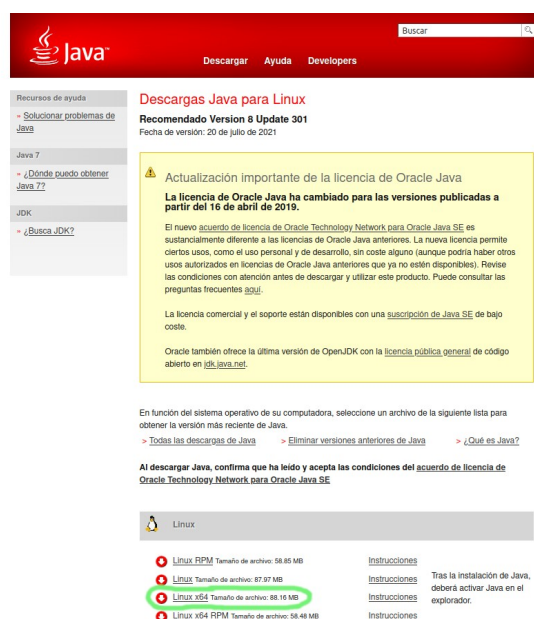 Buscar
Java™
Descargar Ayuda Developers
Recursos de ayuda
» Solucionar problemas de
Java
Java 7
» ¿Dónde puedo obtener
Java 7?
JDK
» ¿Busca JDK?
Descargas Java para Linux
Recomendado Version 8 Update 301
Fecha de versión: 20 de julio de 2021
Actualización importante de la licencia de Oracle Java
La licencia de Oracle Java ha cambiado para las versiones publicadas a
partir del 16 de abril de 2019.
El nuevo acuerdo de licencia de Oracle Technology Network para Oracle Java SE es
sustancialmente diferente a las licencias de Oracle Java anteriores. La nueva licencia permite
ciertos usos, como el uso personal y de desarrollo, sin coste alguno (aunque podría haber otros
usos autorizados en licencias de Oracle Java anteriores que ya no estén disponibles). Revise
las condiciones con atención antes de descargar y utilizar este producto. Puede consultar las
preguntas frecuentes aquí.
La licencia comercial y el soporte están disponibles con una suscripción de Java SE de bajo
coste.
Oracle también ofrece la última versión de OpenJDK con la licencia pública general de código
abierto en jdk.java.net.
En función del sistema operativo de su computadora, seleccione un archivo de la siguiente lista para
obtener la versión más reciente de Java.
> Todas las descargas de Java > Eliminar versiones anteriores de Java > ¿Qué es Java?
Al descargar Java, confirma que ha leído y acepta las condiciones del acuerdo de licencia de
Oracle Technology Network para Oracle Java SE
Linux
Linux RPM Tamaño de archivo: 58.85 MB Instrucciones
Linux Tamaño de archivo: 87.97 MB Instrucciones
Linux x64 Tamaño de archivo: 88.16 MB Instrucciones
Linux x64 RPM Tamaño de archivo: 58.48 MB Instrucciones
Tras la instalación de Java,
deberá activar Java en el
explorador.